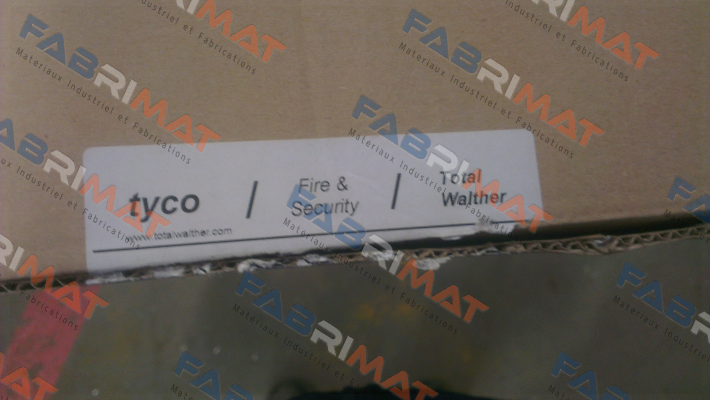 tyco / Fire & Security / Total Walther
www.totalwalther.com
FABRIMAT
Materiaux Industriel et Fabrications